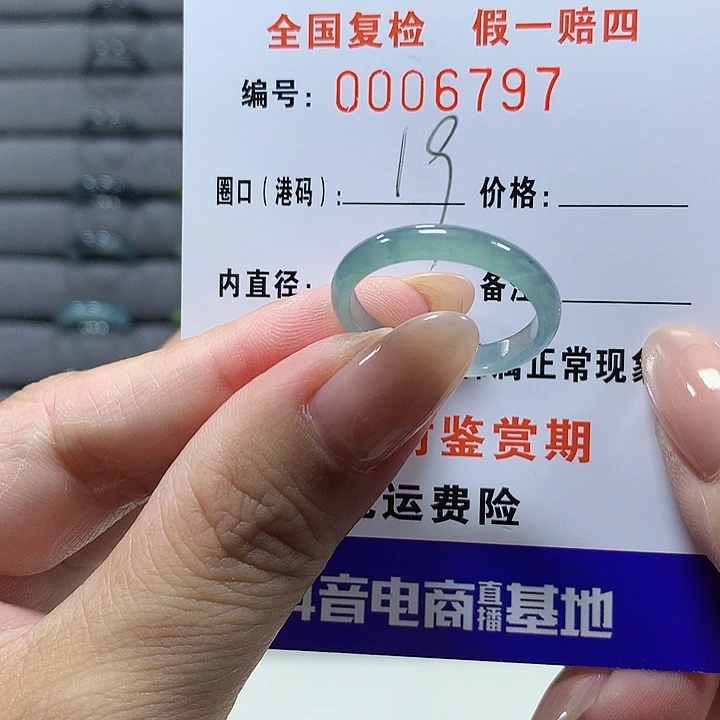 全国复检 假一赔四
编号: 0006797
圈口(港码): 19 价格:
内直径: 备注
属正常现象
鉴赏期
运费险
抖音电商直播基地